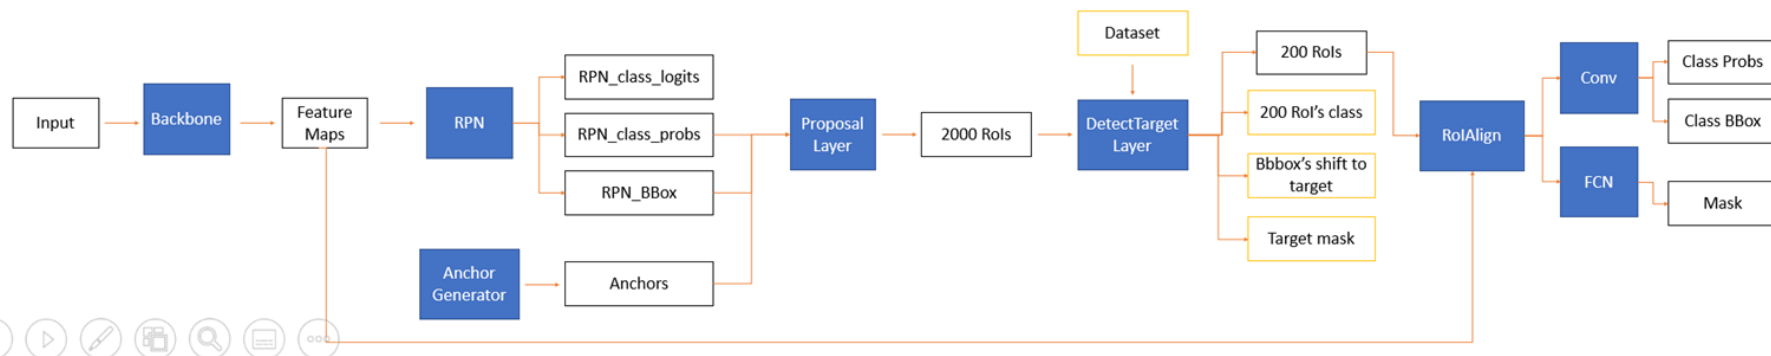 Input
Backbone
Feature
Maps
RPN
RPN_class_logits
RPN_class_probs
RPN_BBox
Anchor
Generator
Anchors
Proposal
Layer
2000 RoIs
Dataset
DetectTarget
Layer
200 RoIs
200 RoI's class
Bbbox's shift to
target
Target mask
RoIAlign
Conv
FCN
Class Probs
Class BBox
Mask